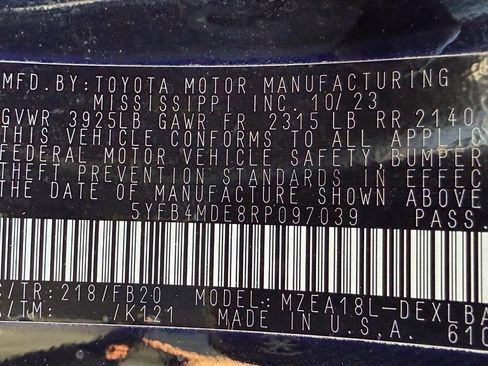 MFD. BY: TOYOTA MOTOR MANUFACTURING
MISSISSIPPI INC. 10/23
GVWR 3925LB GAWR FR 2315 LB RR 2140
THIS VEHICLE CONFORMS TO ALL APPLIC
FEDERAL MOTOR VEHICLE SAFETY BUMPER
THEFT PREVENTION STANDARDS IN EFFEC
THE DATE OF MANUFACTURE SHOWN ABOVE
5YFB4MDE8RP097039 PASS.
C/TR: 218/FB20 MODEL: MZEA18L-DEXLBA
A/TM: /K121 MADE IN U.S.A. 610